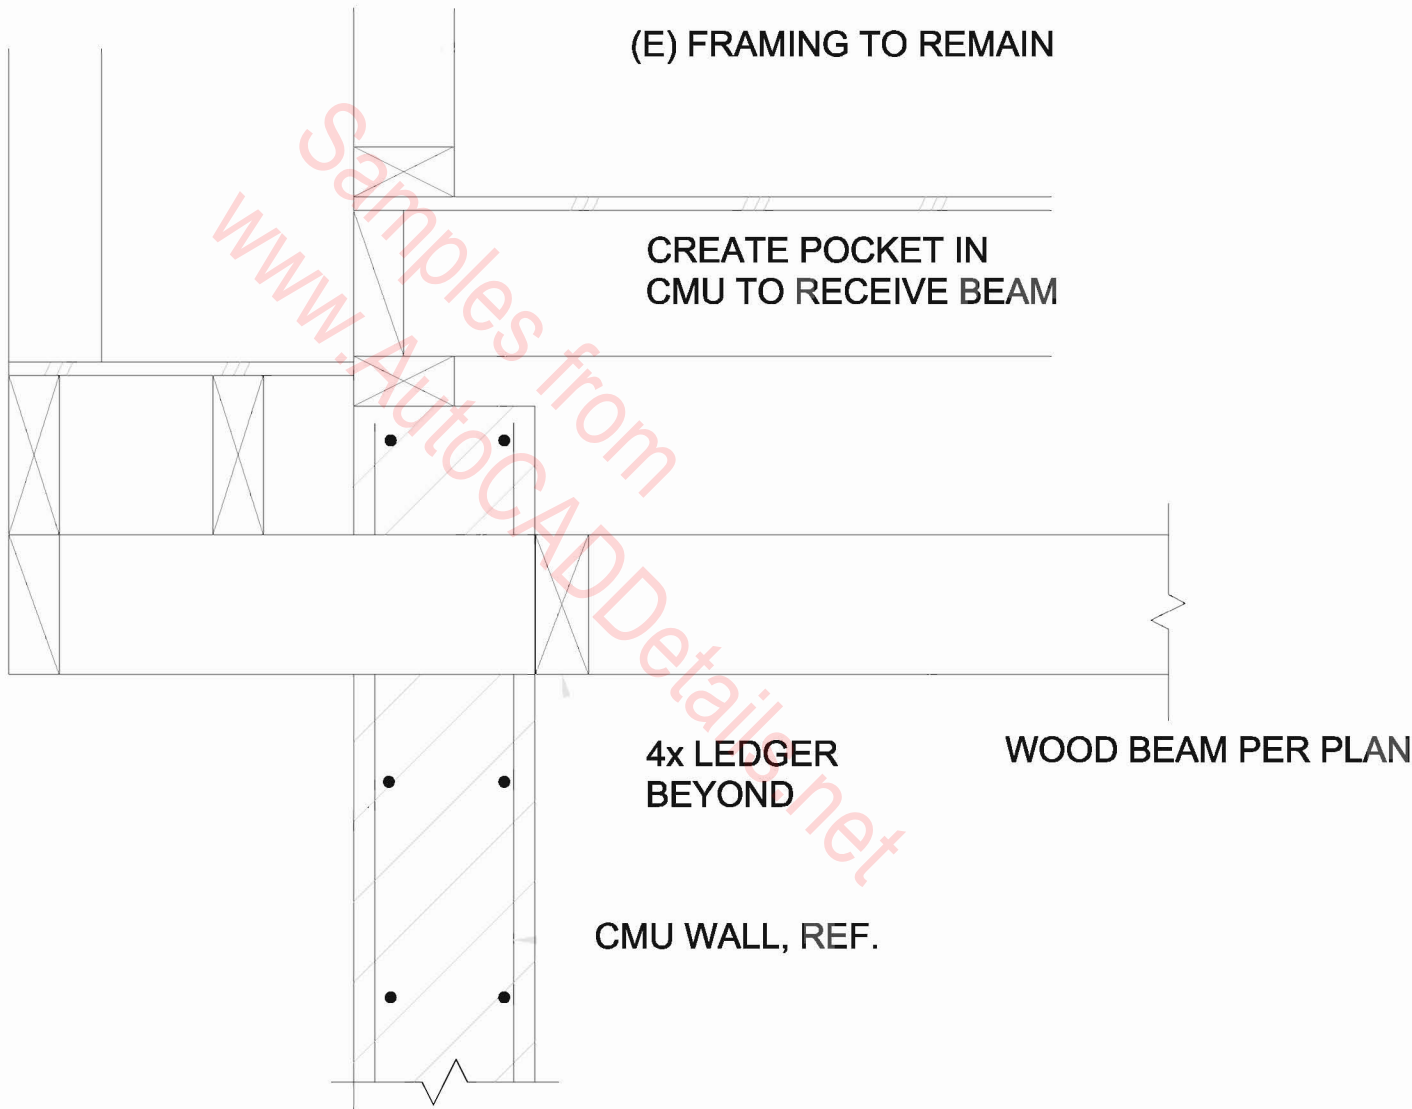 (E) FRAMING TO REMAIN
Samples from
www.AutoCADDetails.net
CREATE POCKET IN
CMU TO RECEIVE BEAM
4x LEDGER
BEYOND
WOOD BEAM PER PLAN
CMU WALL, REF.